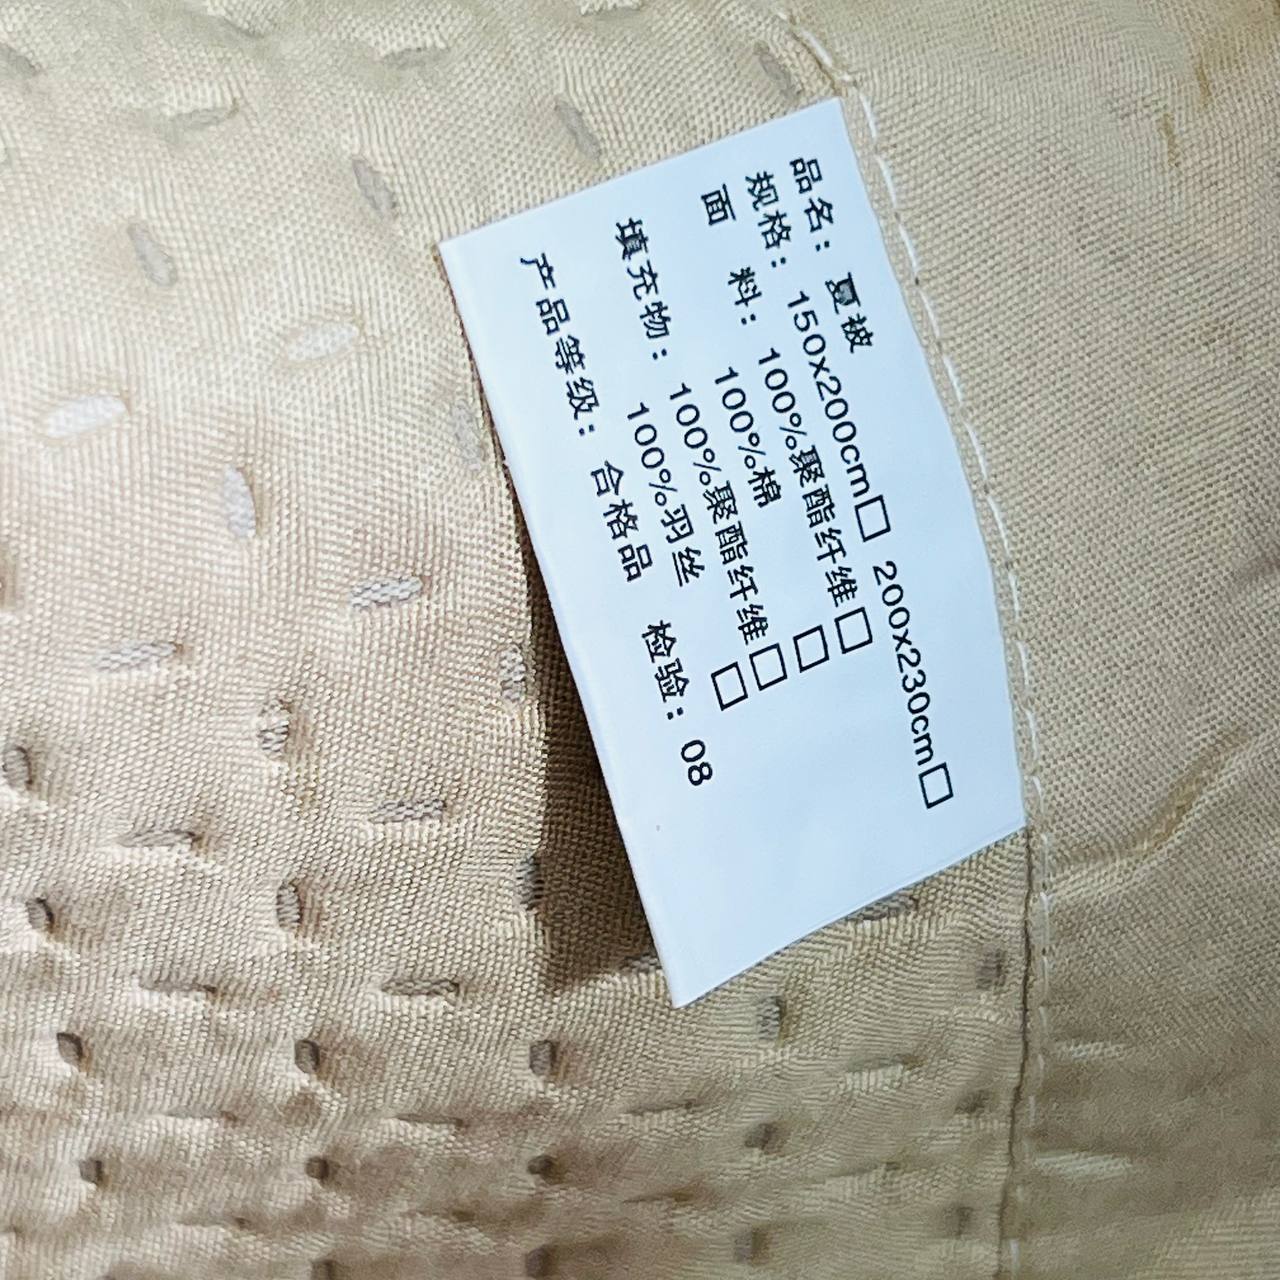 品名：夏被
规格：150x200cm□ 200x230cm□
面 料：100%聚酯纤维□
100%棉 □
填充物：100%聚酯纤维□
100%羽丝 □
产品等级：合格品 检验：08